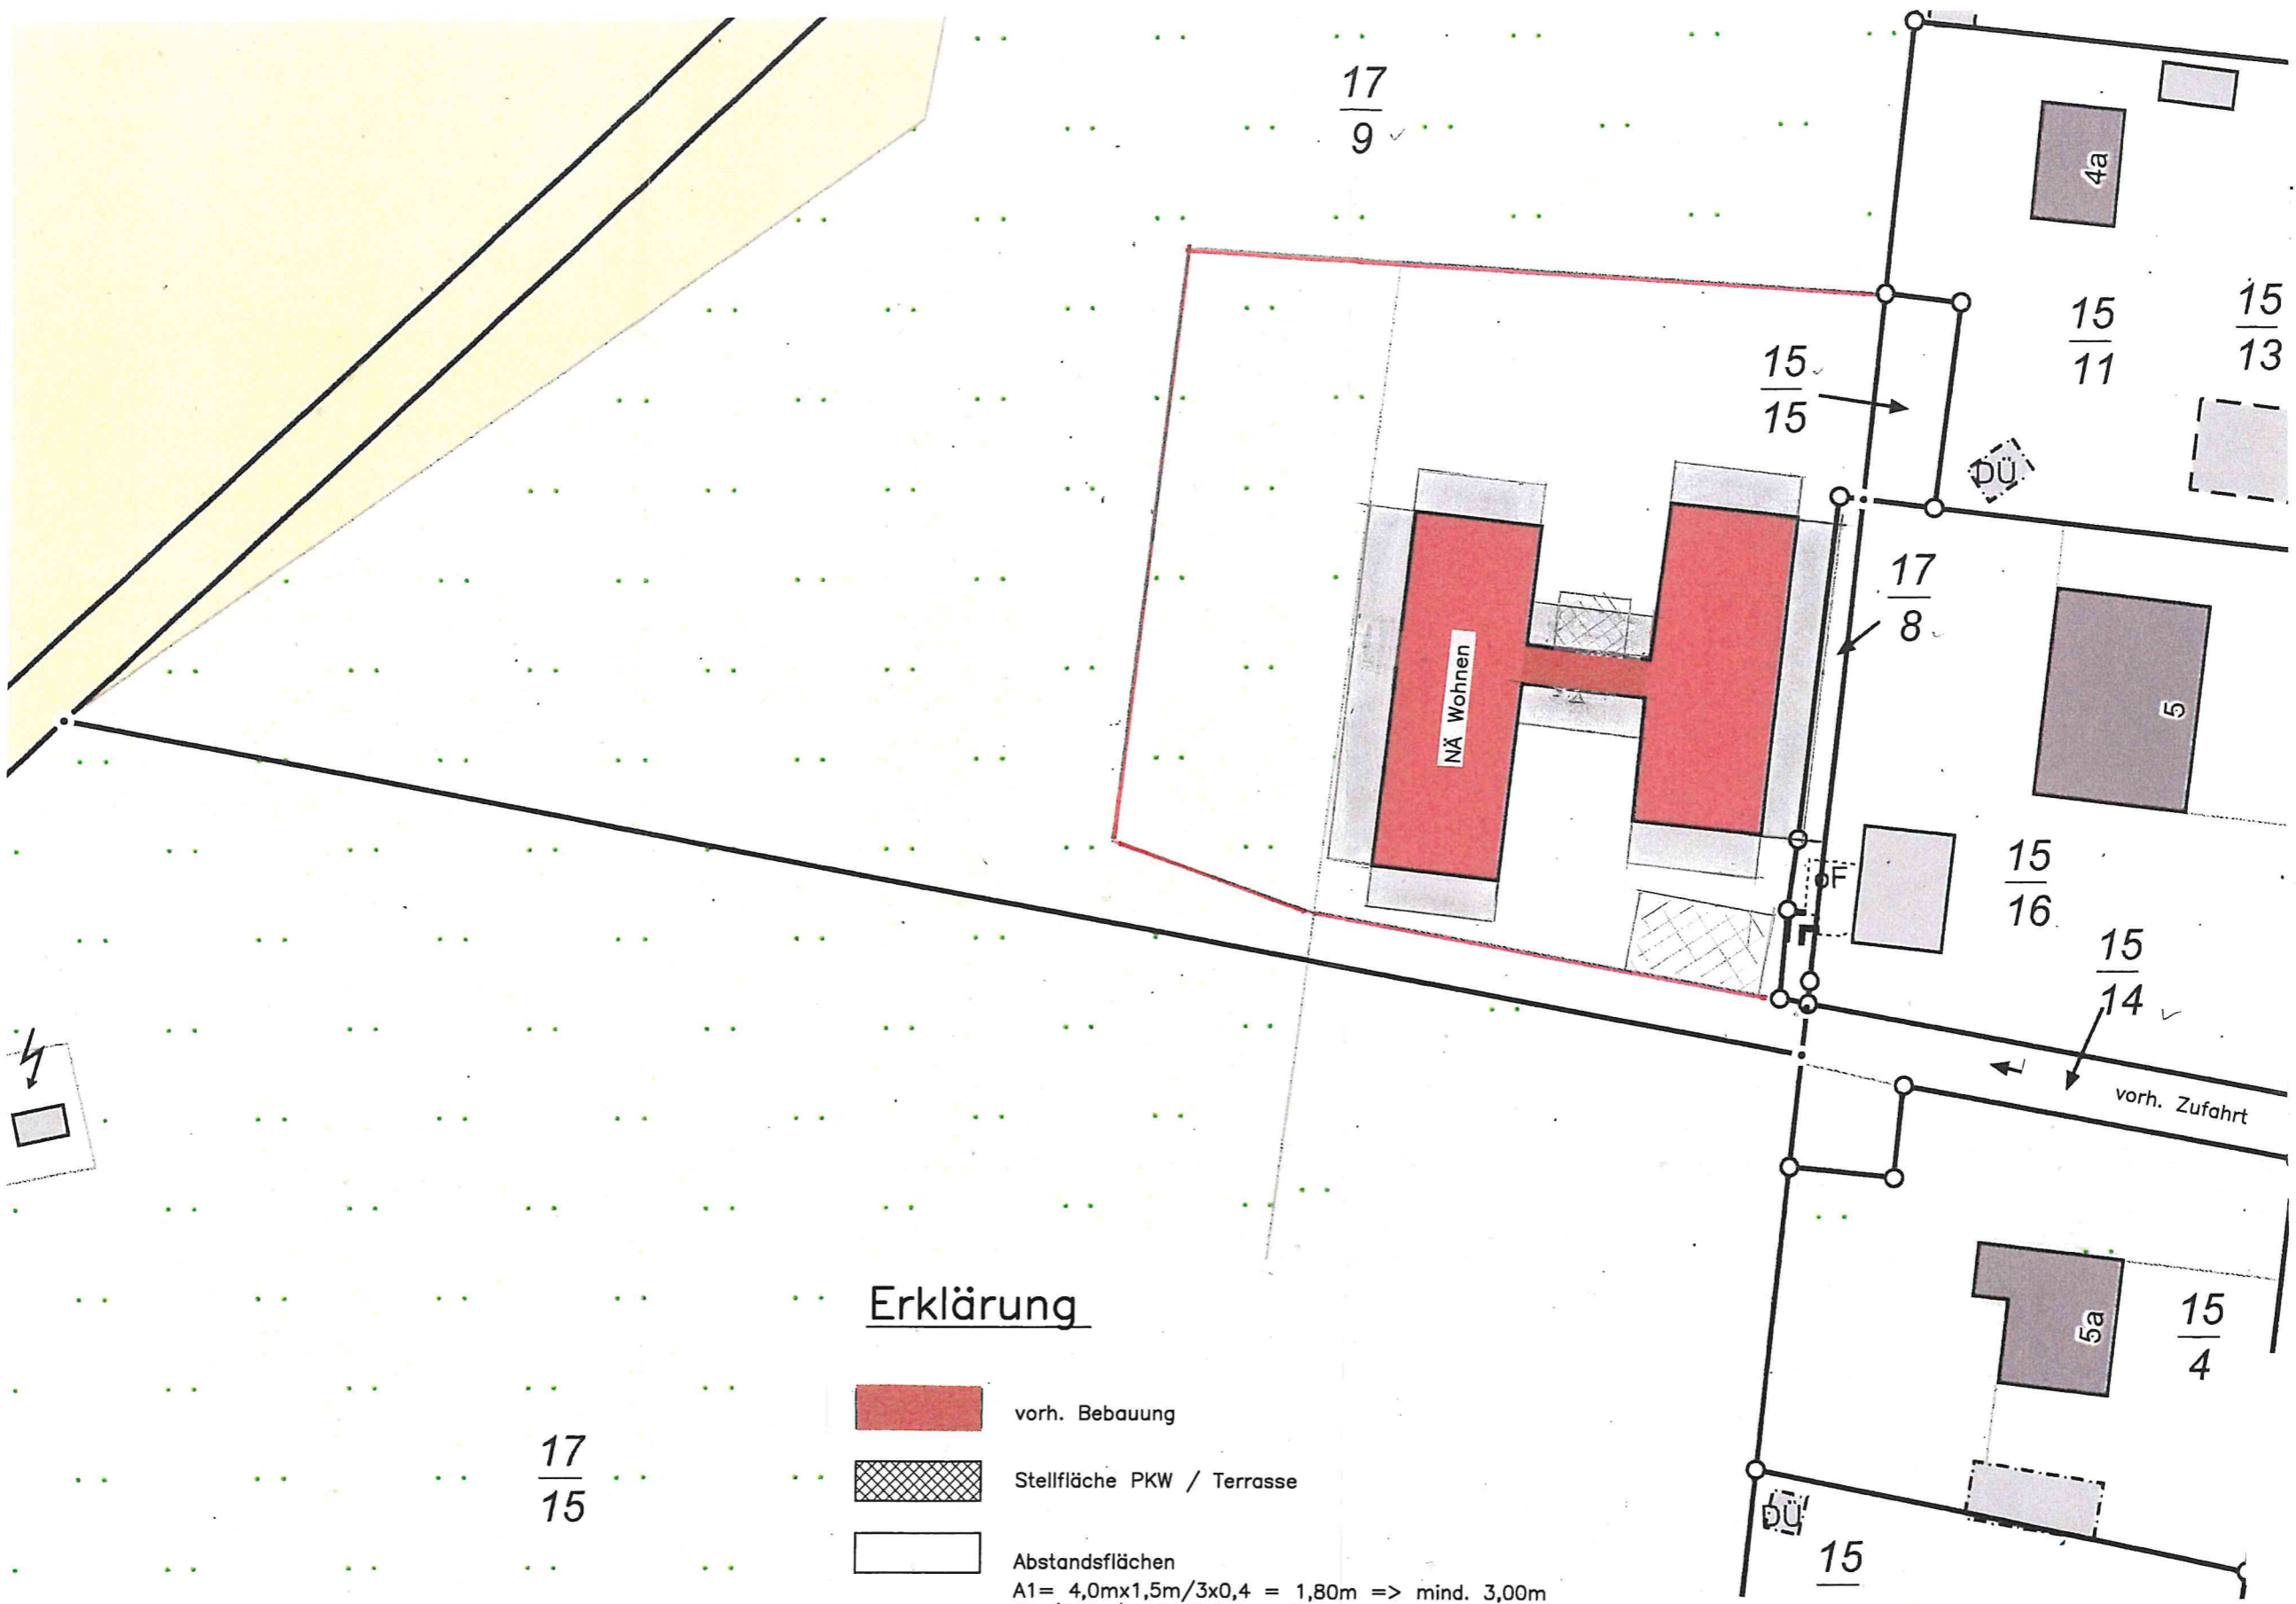 17
9
4a
15
11
15
13
15
15
DÜ
17
8
NÄ Wohnen
5
oF
15
16
15
14
vorh. Zufahrt
Erklärung
5a
15
4
vorh. Bebauung
17
15
Stellfläche PKW / Terrasse
DÜ
Abstandsflächen
15
A1= 4,0mx1,5m/3x0,4 = 1,80m => mind. 3,00m